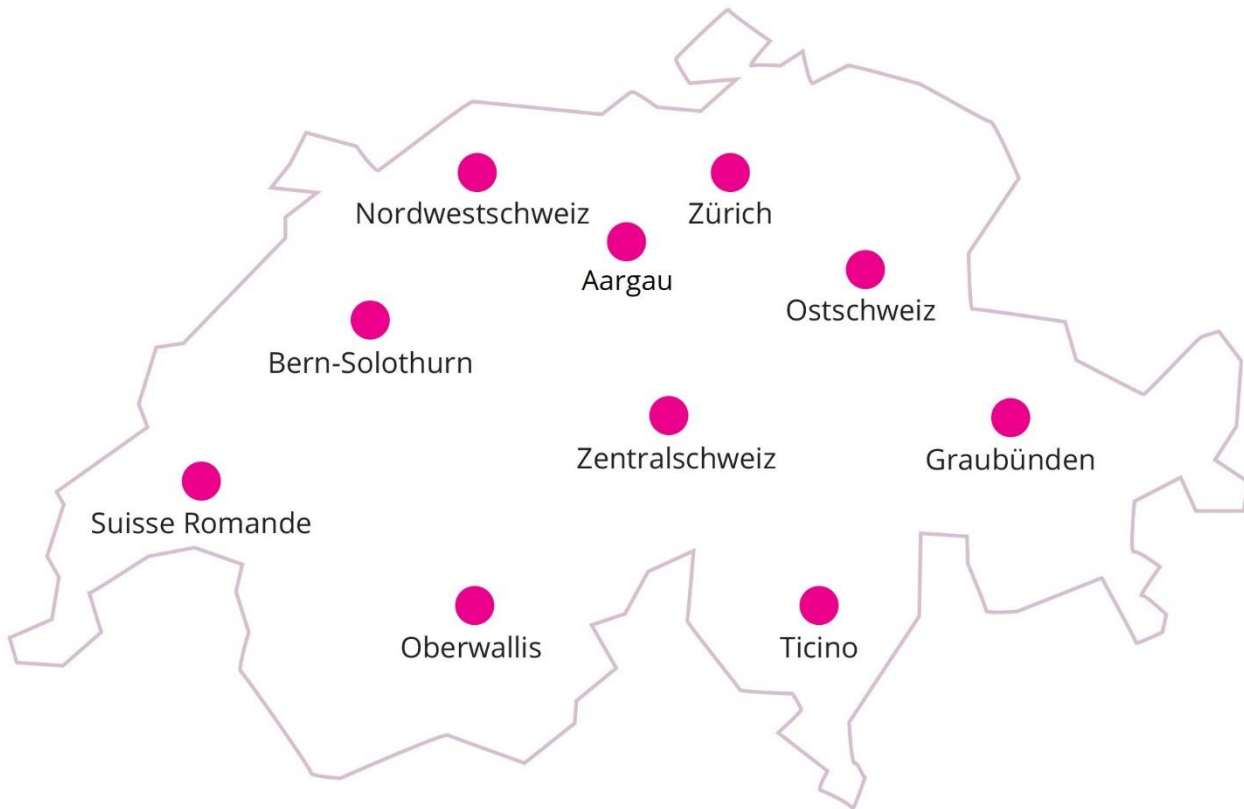 Nordwestschweiz
Zürich
Aargau
Ostschweiz
Bern-Solothurn
Zentralschweiz
Graubünden
Suisse Romande
Oberwallis
Ticino